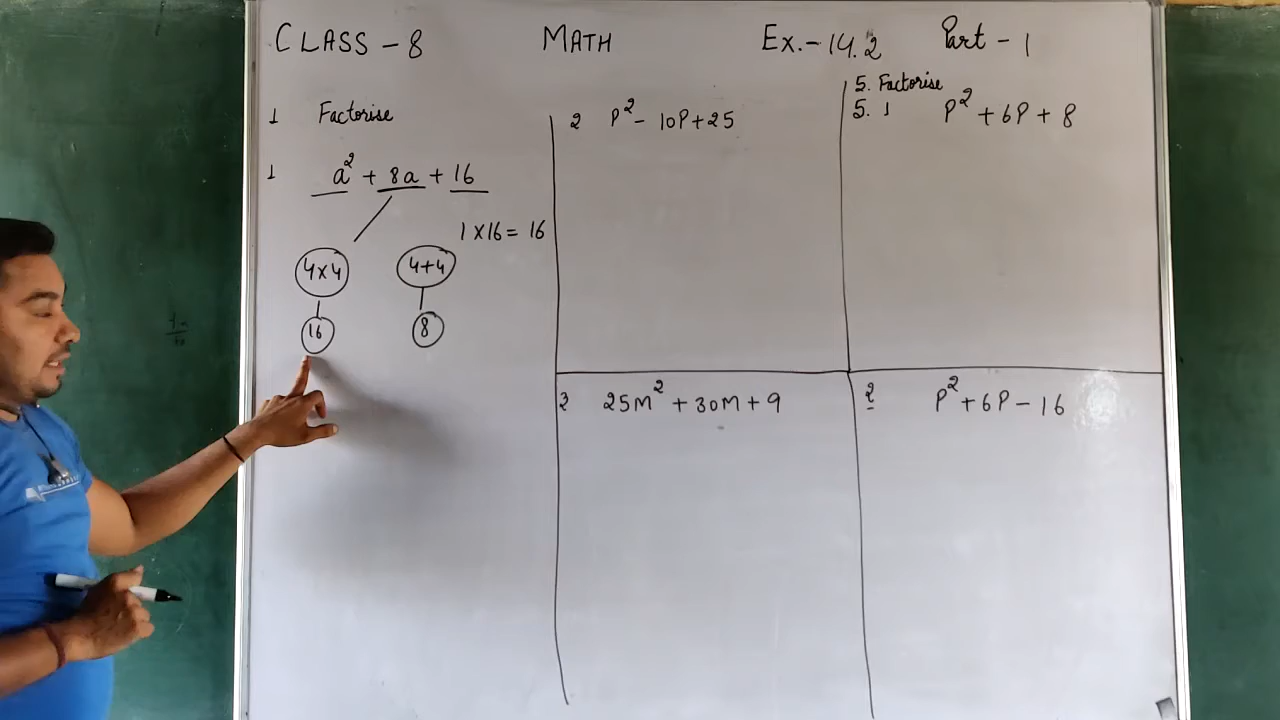 CLASS - 8 MATH Ex.- 14.2 Part - 1
1 Factorise
1 a² + 8a + 16
1 x 16 = 16
4x4 4+4
16 8
2 P² - 10P + 25
3 25M² + 30M + 9
5. Factorise
5. 1 P² + 6P + 8
2 P² + 6P - 16